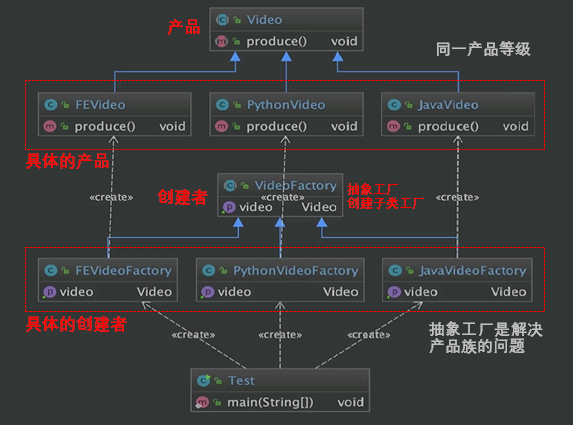 产品
Video
produce() void
同一产品等级
FEVideo
produce() void
PythonVideo
produce() void
JavaVideo
produce() void
具体的产品
«create»
«create»
«create»
创建者
VideoFactory
video Video
抽象工厂
创建子类工厂
FEVideoFactory
video Video
PythonVideoFactory
video Video
JavaVideoFactory
video Video
具体的创建者
«create»
«create»
«create»
抽象工厂是解决
产品族的问题
Test
main(String[]) void